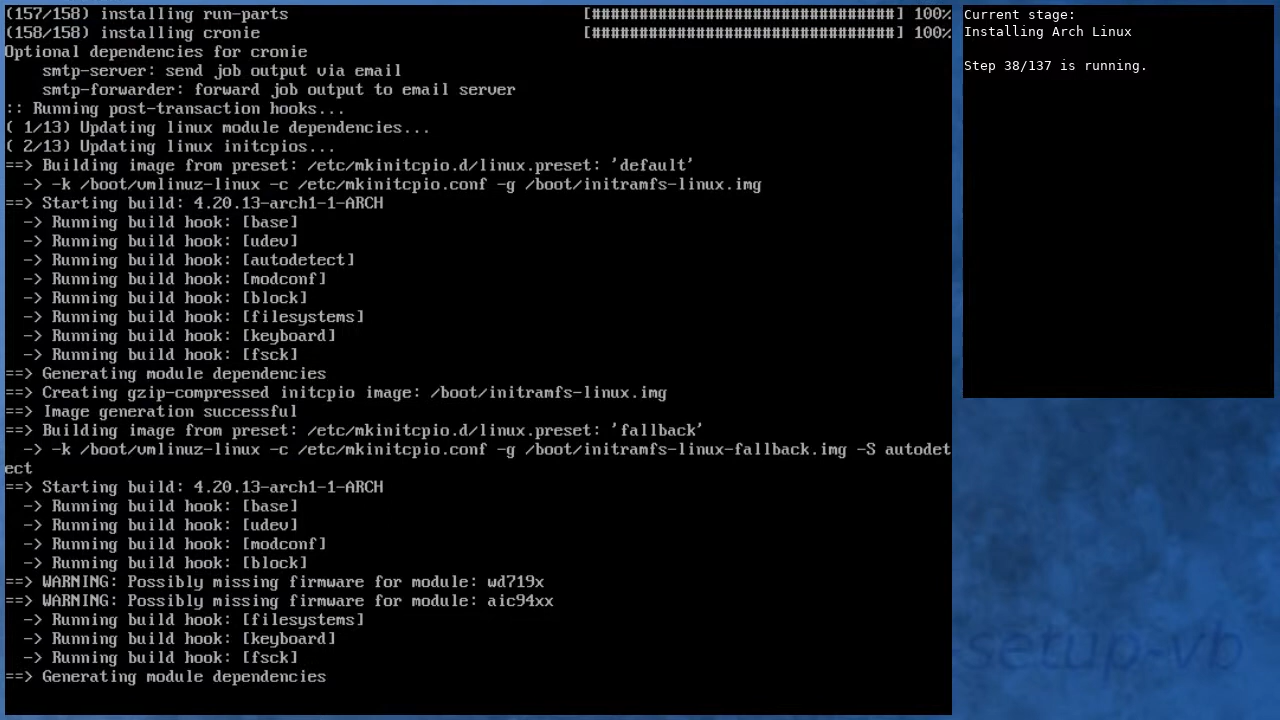 (157/158) installing run-parts [################################] 100%
(158/158) installing cronie [################################] 100%
Optional dependencies for cronie
smtp-server: send job output via email
smtp-forwarder: forward job output to email server
:: Running post-transaction hooks...
( 1/13) Updating linux module dependencies...
( 2/13) Updating linux initcpios...
==> Building image from preset: /etc/mkinitcpio.d/linux.preset: 'default'
-> -k /boot/vmlinuz-linux -c /etc/mkinitcpio.conf -g /boot/initramfs-linux.img
==> Starting build: 4.20.13-arch1-1-ARCH
-> Running build hook: [base]
-> Running build hook: [udev]
-> Running build hook: [autodetect]
-> Running build hook: [modconf]
-> Running build hook: [block]
-> Running build hook: [filesystems]
-> Running build hook: [keyboard]
-> Running build hook: [fsck]
==> Generating module dependencies
==> Creating gzip-compressed initcpio image: /boot/initramfs-linux.img
==> Image generation successful
==> Building image from preset: /etc/mkinitcpio.d/linux.preset: 'fallback'
-> -k /boot/vmlinuz-linux -c /etc/mkinitcpio.conf -g /boot/initramfs-linux-fallback.img -S autodet
ect
==> Starting build: 4.20.13-arch1-1-ARCH
-> Running build hook: [base]
-> Running build hook: [udev]
-> Running build hook: [modconf]
-> Running build hook: [block]
==> WARNING: Possibly missing firmware for module: wd719x
==> WARNING: Possibly missing firmware for module: aic94xx
-> Running build hook: [filesystems]
-> Running build hook: [keyboard]
-> Running build hook: [fsck]
==> Generating module dependencies
Current stage:
Installing Arch Linux
Step 38/137 is running.
setup-vb